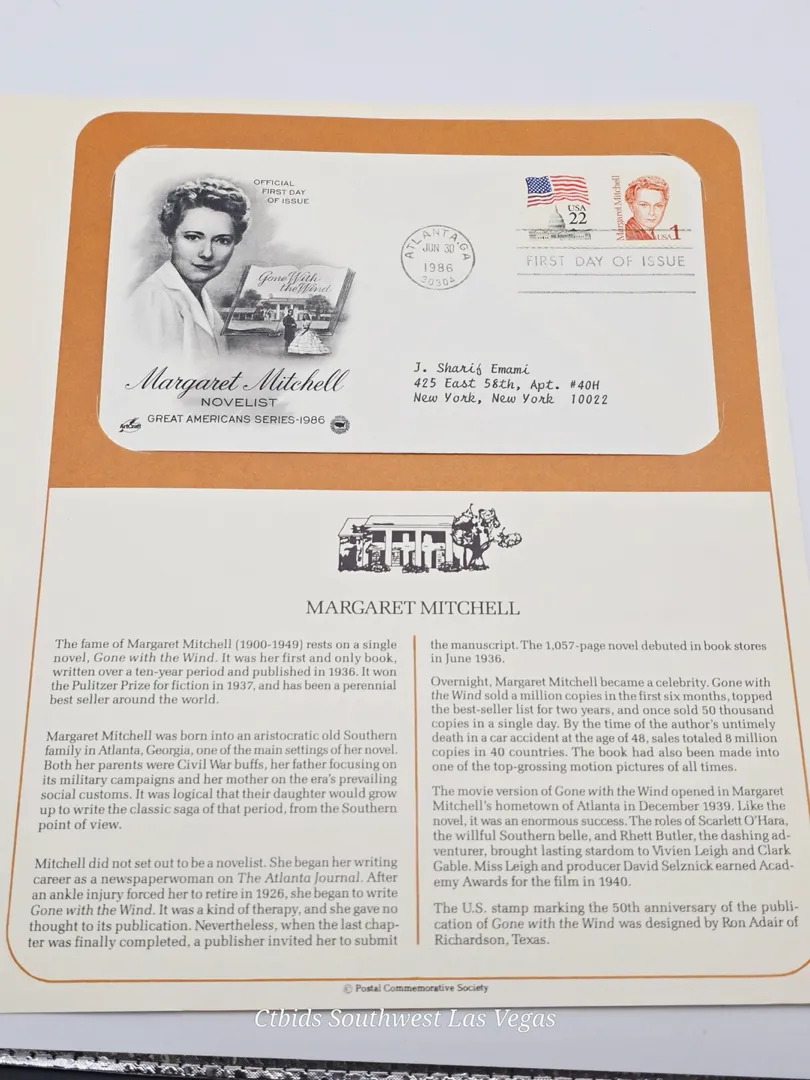 OFFICIAL
FIRST DAY
OF ISSUE
Gone With
the Wind
Margaret Mitchell
NOVELIST
GREAT AMERICANS SERIES-1986
ArtCraft
ATLANTA, GA
JUN 30
1986
30304
USA
22
Margaret Mitchell
USA 1
FIRST DAY OF ISSUE
J. Sharif Emami
425 East 58th, Apt. #40H
New York, New York 10022
MARGARET MITCHELL
The fame of Margaret Mitchell (1900-1949) rests on a single
novel, Gone with the Wind. It was her first and only book,
written over a ten-year period and published in 1936. It won
the Pulitzer Prize for fiction in 1937, and has been a perennial
best seller around the world.
Margaret Mitchell was born into an aristocratic old Southern
family in Atlanta, Georgia, one of the main settings of her novel.
Both her parents were Civil War buffs, her father focusing on
its military campaigns and her mother on the era's prevailing
social customs. It was logical that their daughter would grow
up to write the classic saga of that period, from the Southern
point of view.
Mitchell did not set out to be a novelist. She began her writing
career as a newspaperwoman on The Atlanta Journal. After
an ankle injury forced her to retire in 1926, she began to write
Gone with the Wind. It was a kind of therapy, and she gave no
thought to its publication. Nevertheless, when the last chap-
ter was finally completed, a publisher invited her to submit
the manuscript. The 1,057-page novel debuted in book stores
in June 1936.
Overnight, Margaret Mitchell became a celebrity. Gone with
the Wind sold a million copies in the first six months, topped
the best-seller list for two years, and once sold 50 thousand
copies in a single day. By the time of the author's untimely
death in a car accident at the age of 48, sales totaled 8 million
copies in 40 countries. The book had also been made into
one of the top-grossing motion pictures of all times.
The movie version of Gone with the Wind opened in Margaret
Mitchell's hometown of Atlanta in December 1939. Like the
novel, it was an enormous success. The roles of Scarlett O'Hara,
the willful Southern belle, and Rhett Butler, the dashing ad-
venturer, brought lasting stardom to Vivien Leigh and Clark
Gable. Miss Leigh and producer David Selznick earned Acad-
emy Awards for the film in 1940.
The U.S. stamp marking the 50th anniversary of the publi-
cation of Gone with the Wind was designed by Ron Adair of
Richardson, Texas.
© Postal Commemorative Society
Ctbids Southwest Las Vegas